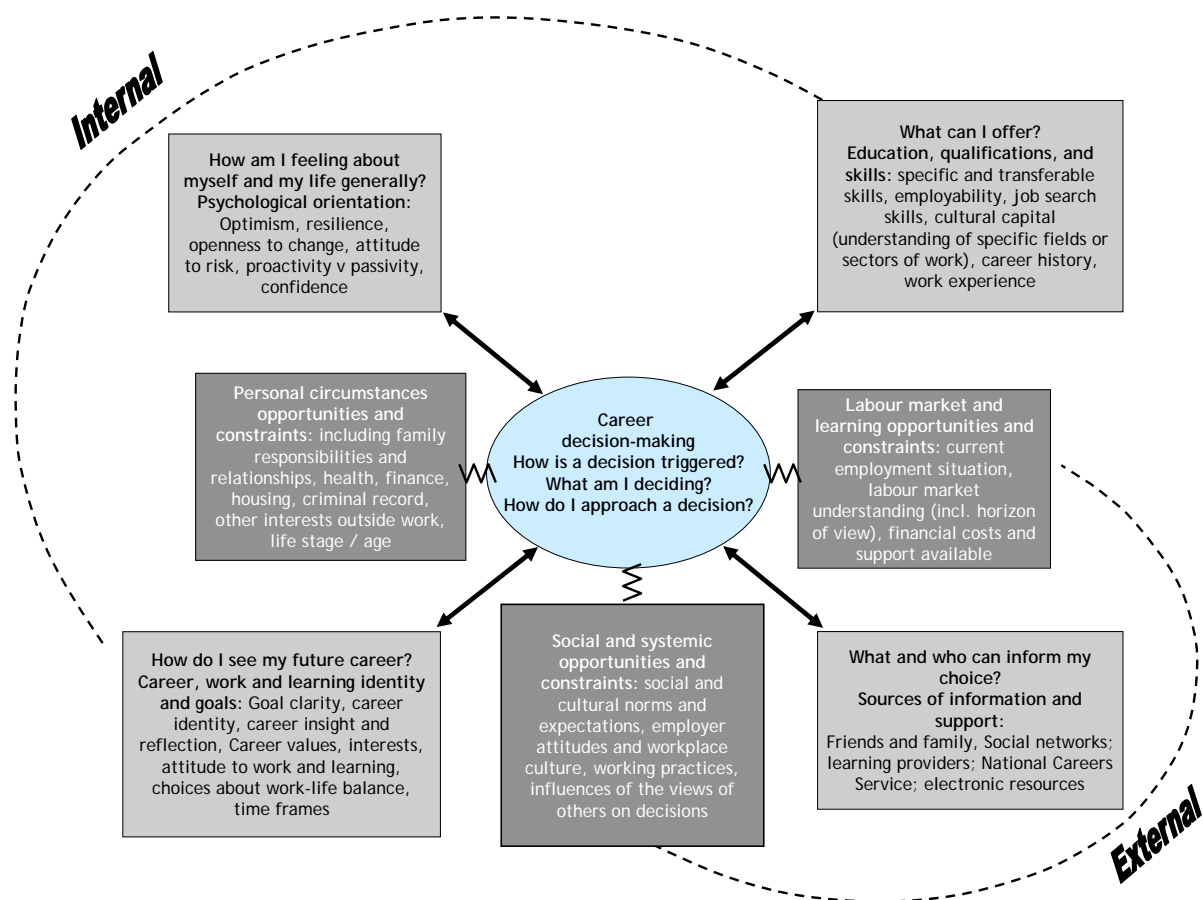 Internal
How am I feeling about
myself and my life generally?
Psychological orientation:
Optimism, resilience,
openness to change, attitude
to risk, proactivity v passivity,
confidence
What can I offer?
Education, qualifications, and
skills: specific and transferable
skills, employability, job search
skills, cultural capital
(understanding of specific fields or
sectors of work), career history,
work experience
Personal circumstances
opportunities and
constraints: including family
responsibilities and
relationships, health, finance,
housing, criminal record,
other interests outside work,
life stage / age
Career
decision-making
How is a decision triggered?
What am I deciding?
How do I approach a decision?
Labour market and
learning opportunities and
constraints: current
employment situation,
labour market
understanding (incl. horizon
of view), financial costs and
support available
How do I see my future career?
Career, work and learning identity
and goals: Goal clarity, career
identity, career insight and
reflection, Career values, interests,
attitude to work and learning,
choices about work-life balance,
time frames
Social and systemic
opportunities and
constraints: social and
cultural norms and
expectations, employer
attitudes and workplace
culture, working practices,
influences of the views of
others on decisions
What and who can inform my
choice?
Sources of information and
support:
Friends and family, Social networks;
learning providers; National Careers
Service; electronic resources
External